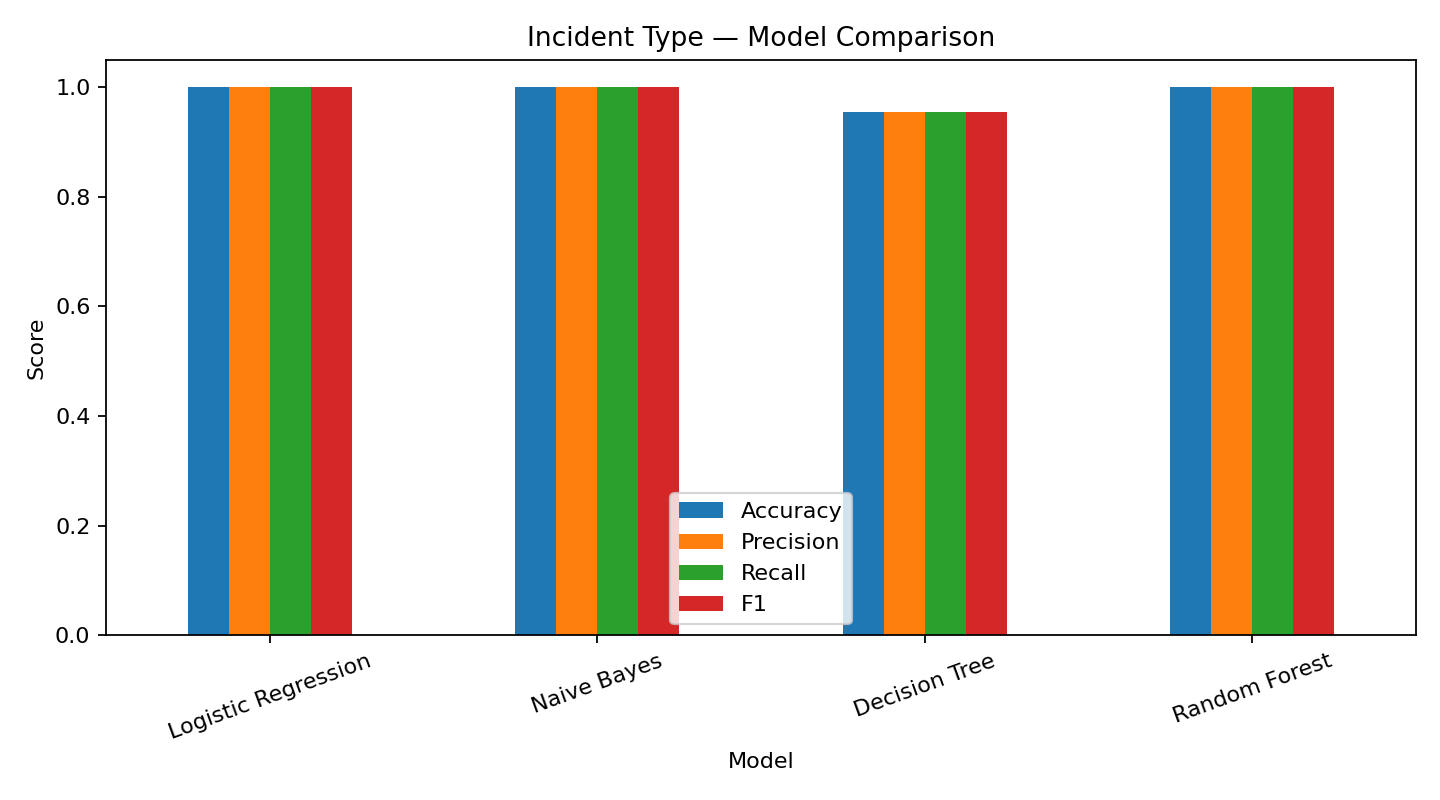 Incident Type — Model Comparison
Score
1.0
0.8
0.6
0.4
0.2
0.0
Accuracy
Precision
Recall
F1
Logistic Regression
Naive Bayes
Decision Tree
Random Forest
Model